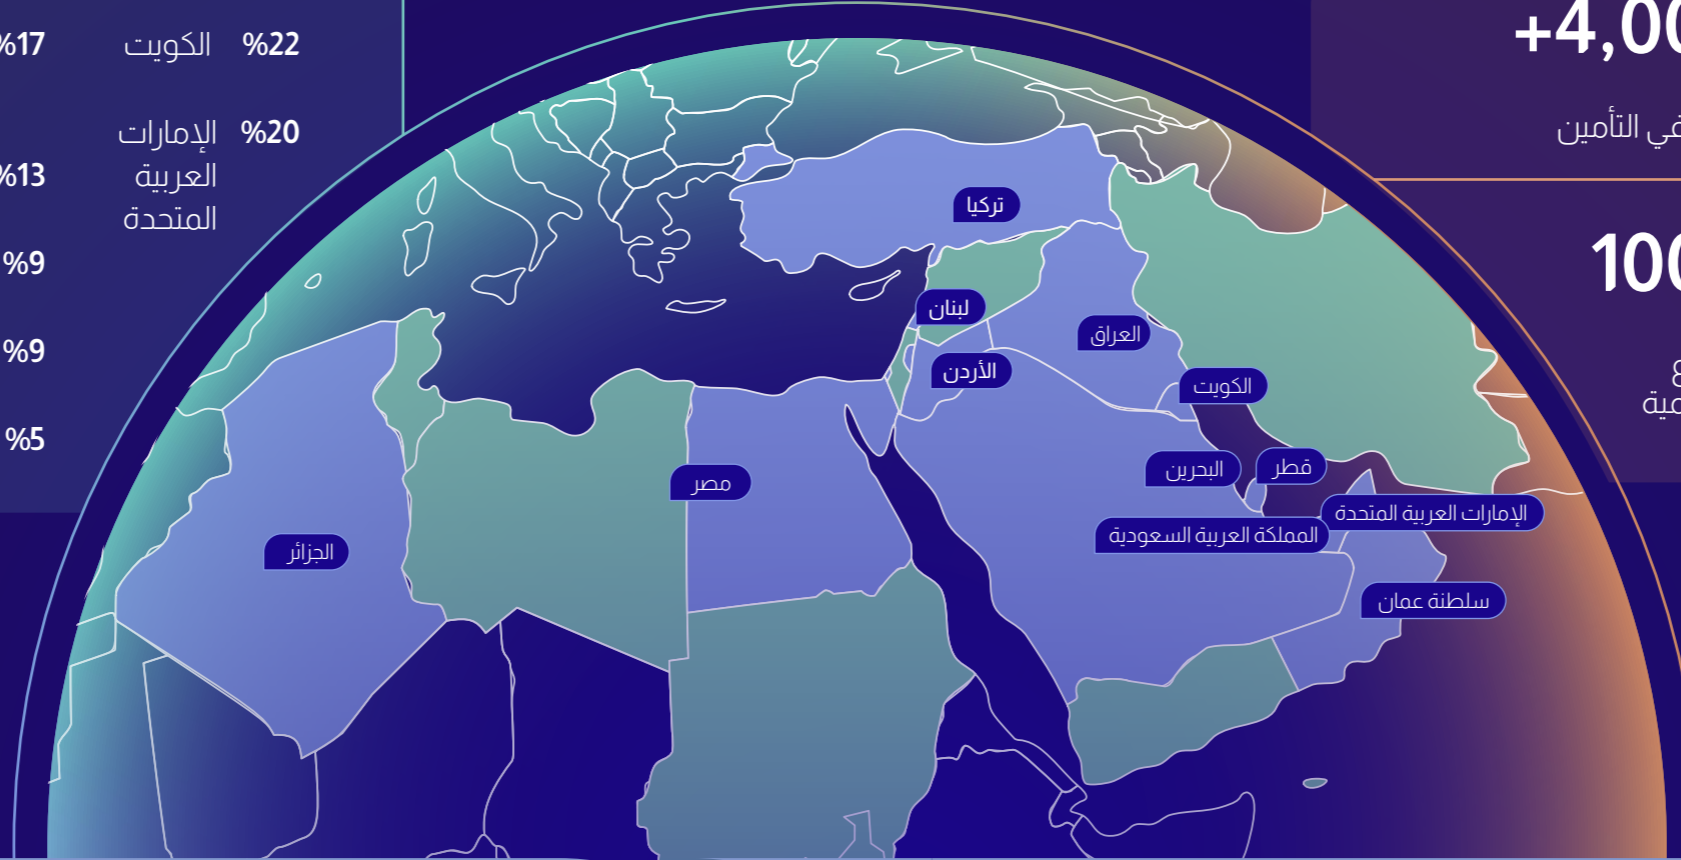 +4,00
في التأمين
100
%22 الكويت
%20 الإمارات
العربية
المتحدة
%17
%13
%9
%9
%5
تركيا
لبنان
العراق
الأردن
الكويت
قطر
البحرين
مصر
الإمارات العربية المتحدة
المملكة العربية السعودية
الجزائر
سلطنة عمان